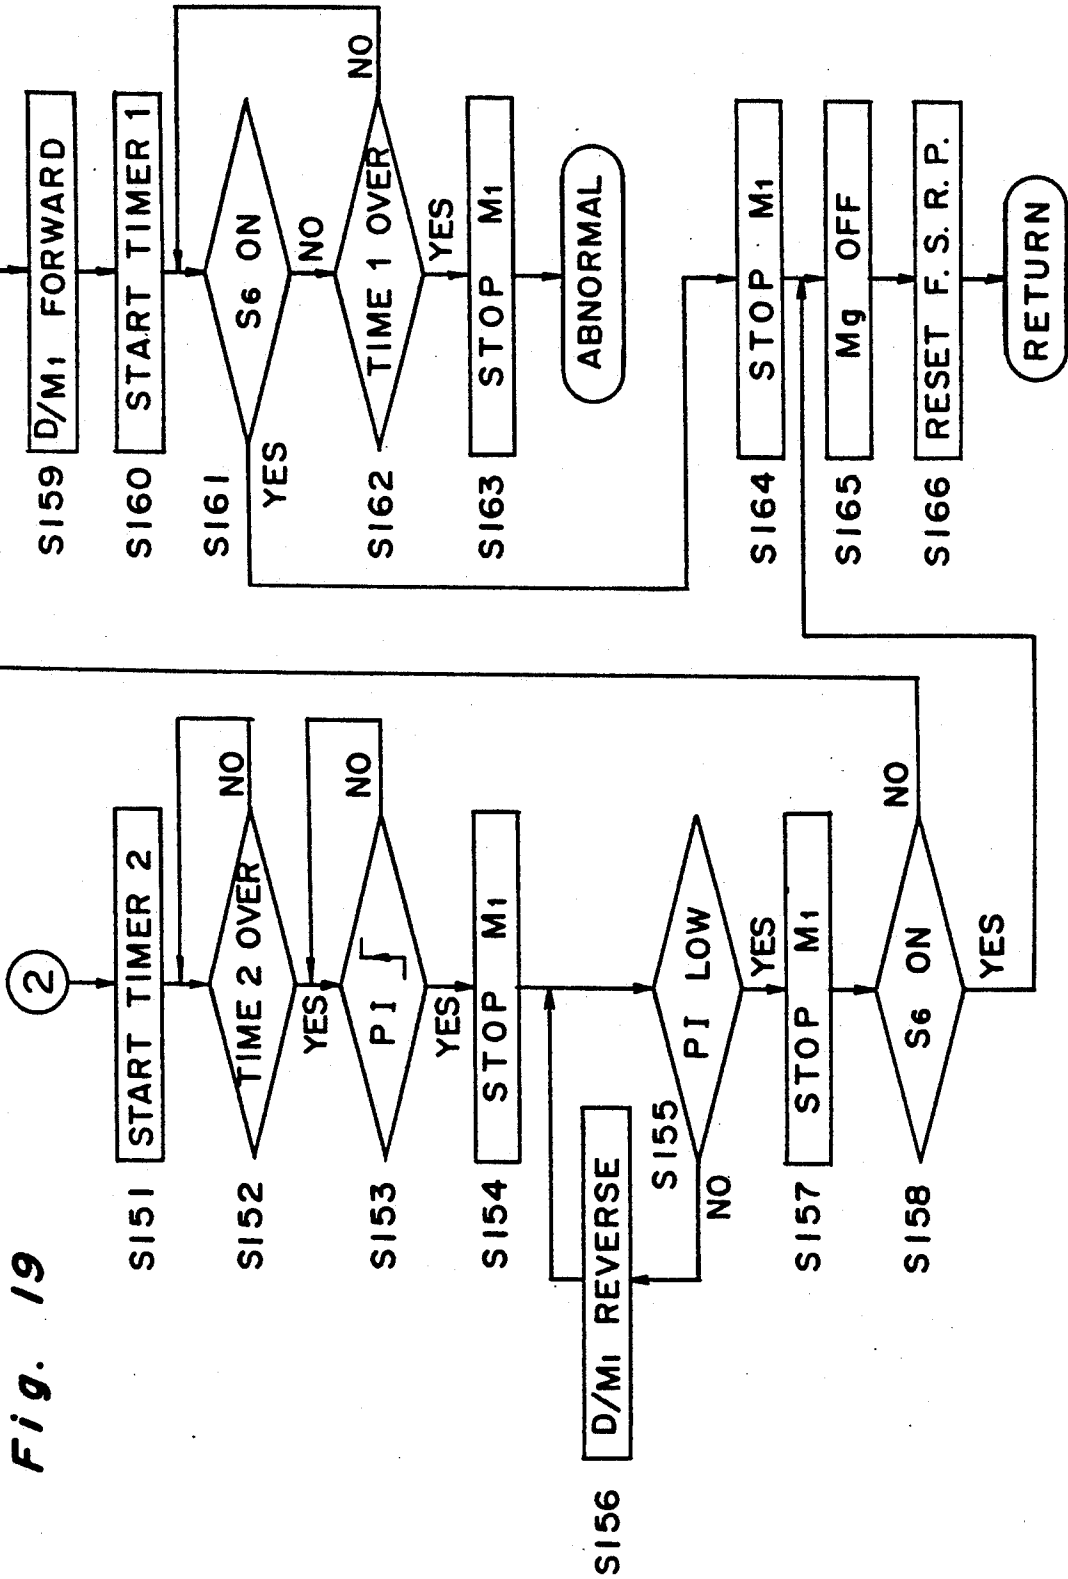 Fig. 19
2
S151 START TIMER 2
S152 TIME 2 OVER
NO
YES
S153 PI
NO
YES
S154 STOP M1
S155 PI LOW
NO
YES
S156 D/M1 REVERSE
S157 STOP M1
S158 S6 ON
NO
YES
S159 D/M1 FORWARD
S160 START TIMER 1
S161 S6 ON
YES
NO
S162 TIME 1 OVER
NO
YES
S163 STOP M1
ABNORMAL
S164 STOP M1
S165 Mg OFF
S166 RESET F. S. R. P.
RETURN